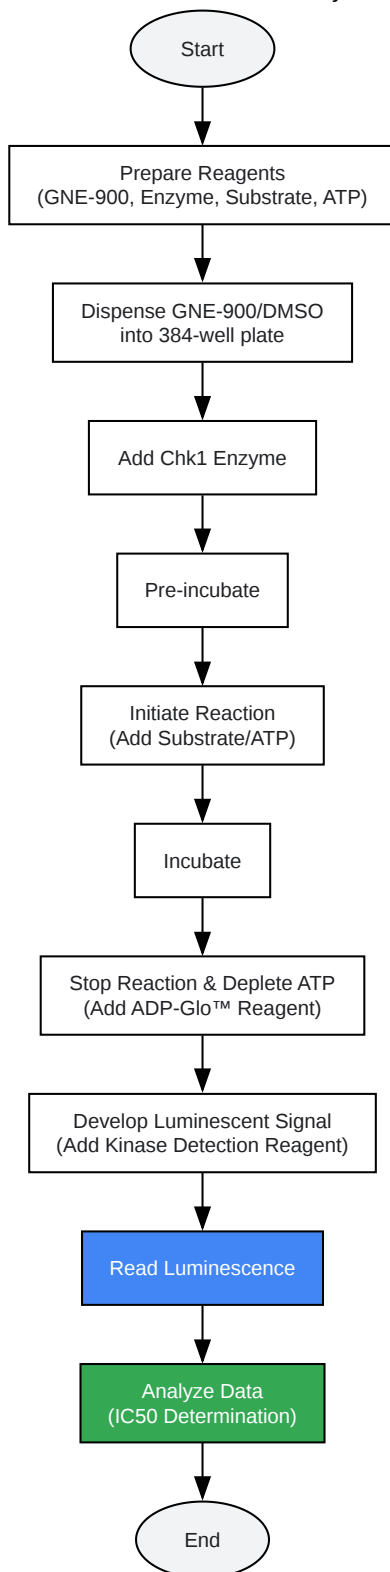 Start
Prepare Reagents
(GNE-900, Enzyme, Substrate, ATP)
Dispense GNE-900/DMSO
into 384-well plate
Add Chk1 Enzyme
Pre-incubate
Initiate Reaction
(Add Substrate/ATP)
Incubate
Stop Reaction & Deplete ATP
(Add ADP-Glo™ Reagent)
Develop Luminescent Signal
(Add Kinase Detection Reagent)
Read Luminescence
Analyze Data
(IC50 Determination)
End